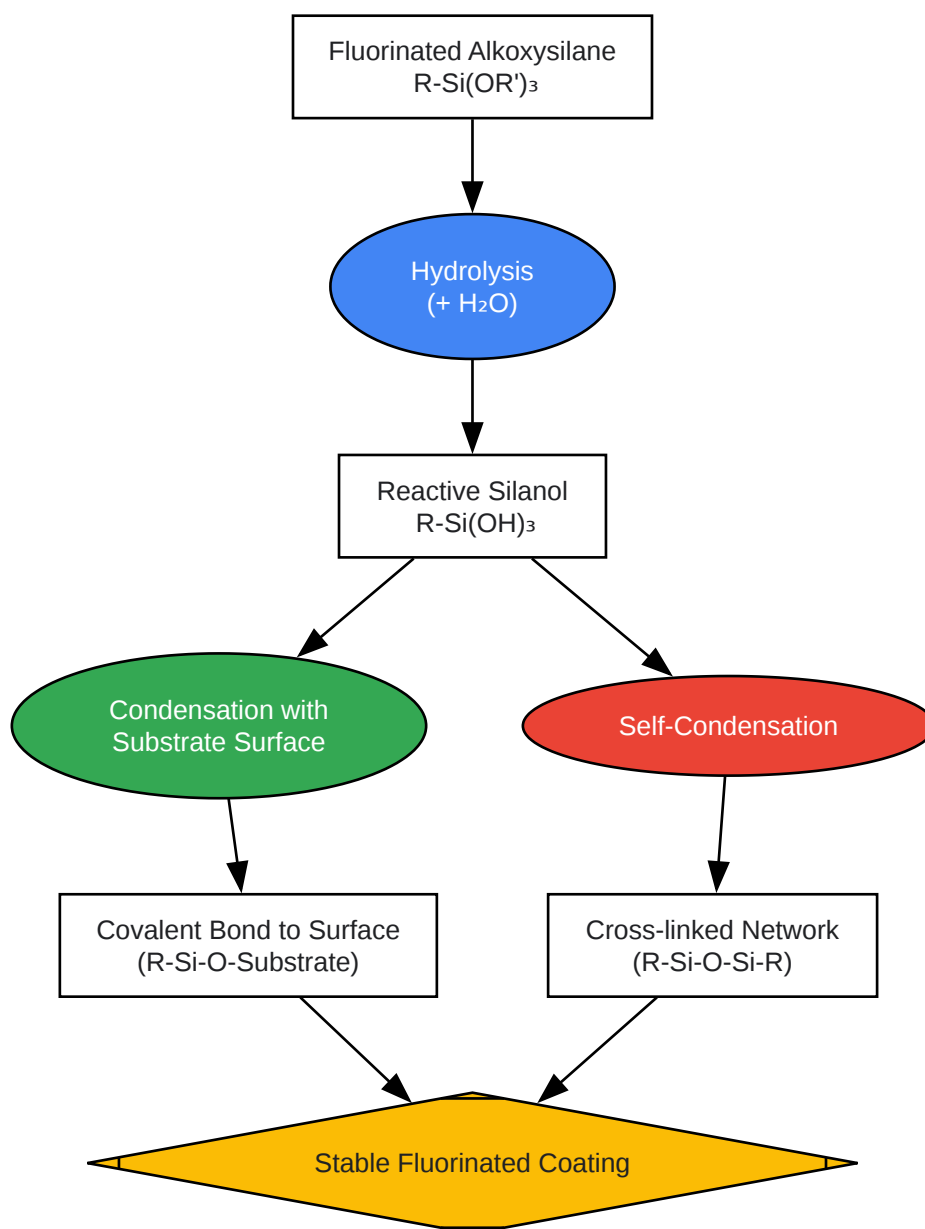 Fluorinated Alkoxysilane
R-Si(OR')₃
Hydrolysis
(+ H₂O)
Reactive Silanol
R-Si(OH)₃
Condensation with
Substrate Surface
Self-Condensation
Covalent Bond to Surface
(R-Si-O-Substrate)
Cross-linked Network
(R-Si-O-Si-R)
Stable Fluorinated Coating